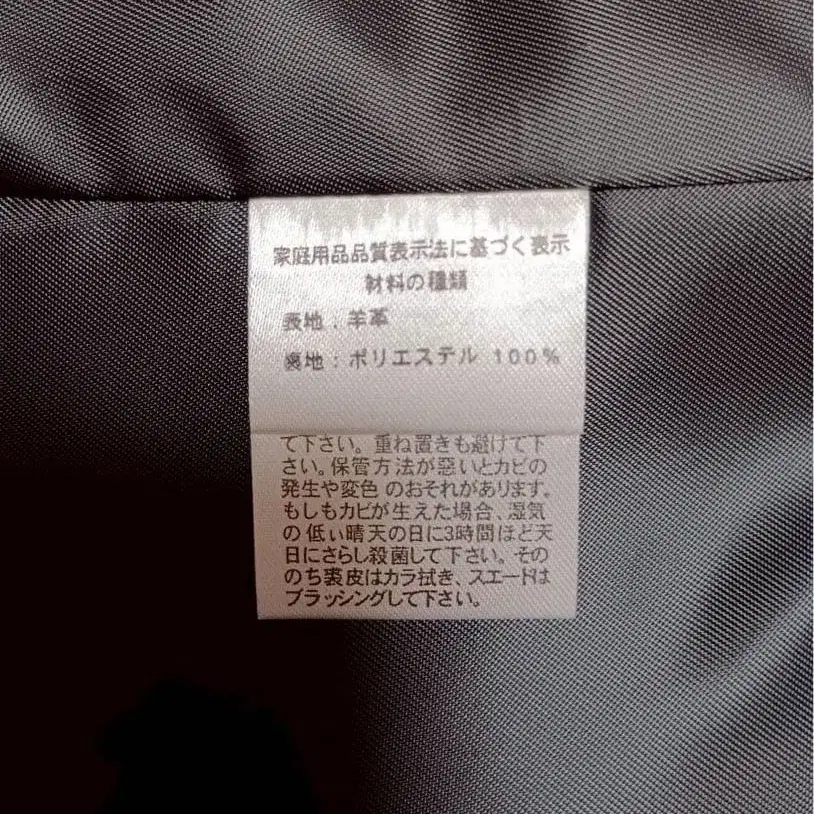 家庭用品品質表示法に基づく表示
材料の種類
表地：羊革
裏地：ポリエステル 100%
て下さい。重ね置きも避けて下
さい。保管方法が悪いとカビの
発生や変色のおそれがあります。
もしもカビが生えた場合、湿気
の低い晴天の日に3時間ほど天
日にさらし殺菌して下さい。その
のち裏皮はカラ拭き、スエードは
ブラッシングして下さい。